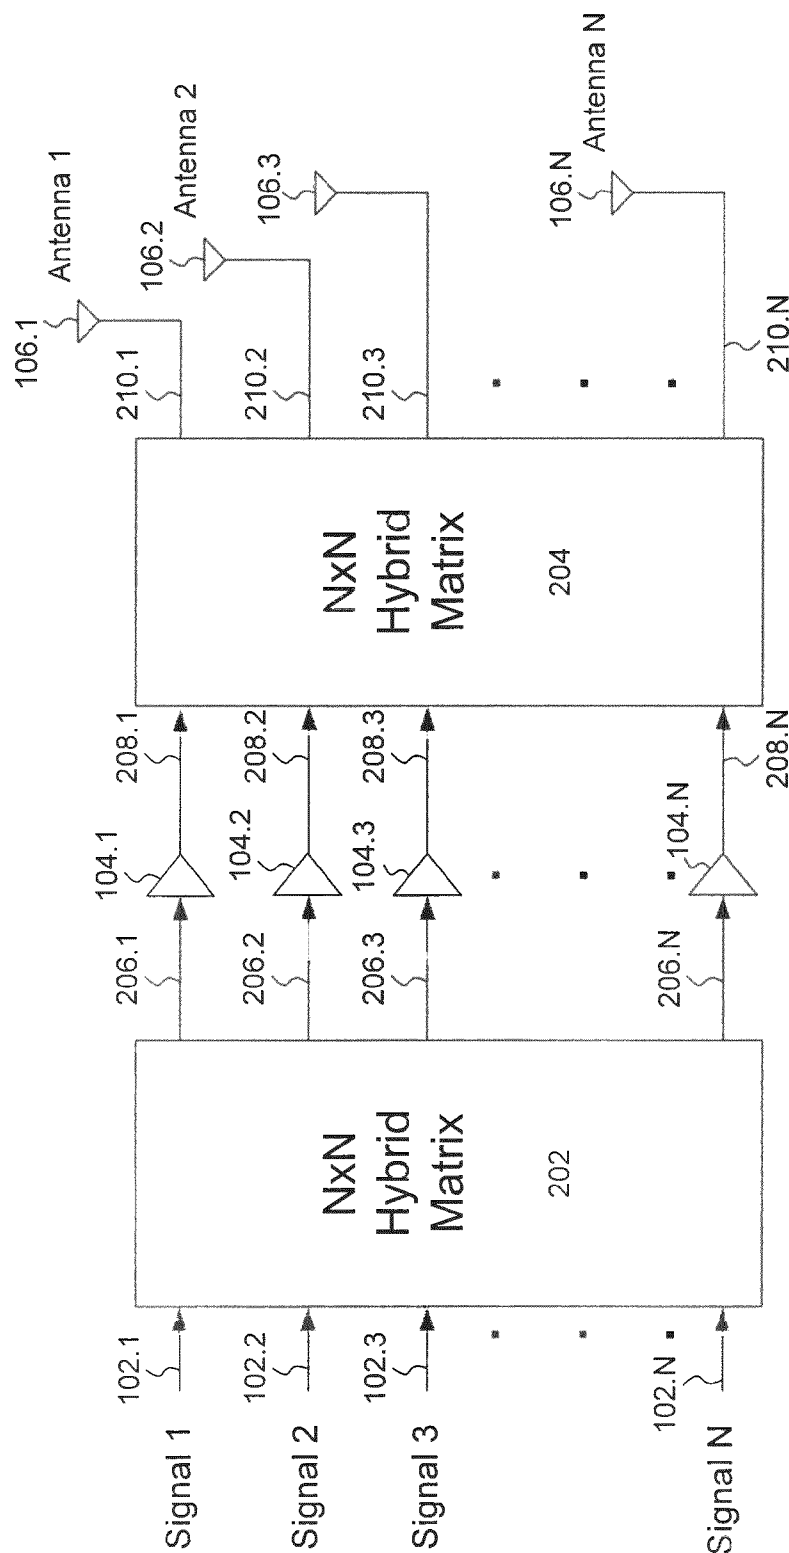 Signal 1
Signal 2
Signal 3
Signal N
102.1
102.2
102.3
102.N
NxN
Hybrid
Matrix
202
206.1
206.2
206.3
206.N
104.1
104.2
104.3
104.N
208.1
208.2
208.3
208.N
NxN
Hybrid
Matrix
204
210.1
210.2
210.3
210.N
106.1
106.2
106.3
106.N
Antenna 1
Antenna 2
Antenna N